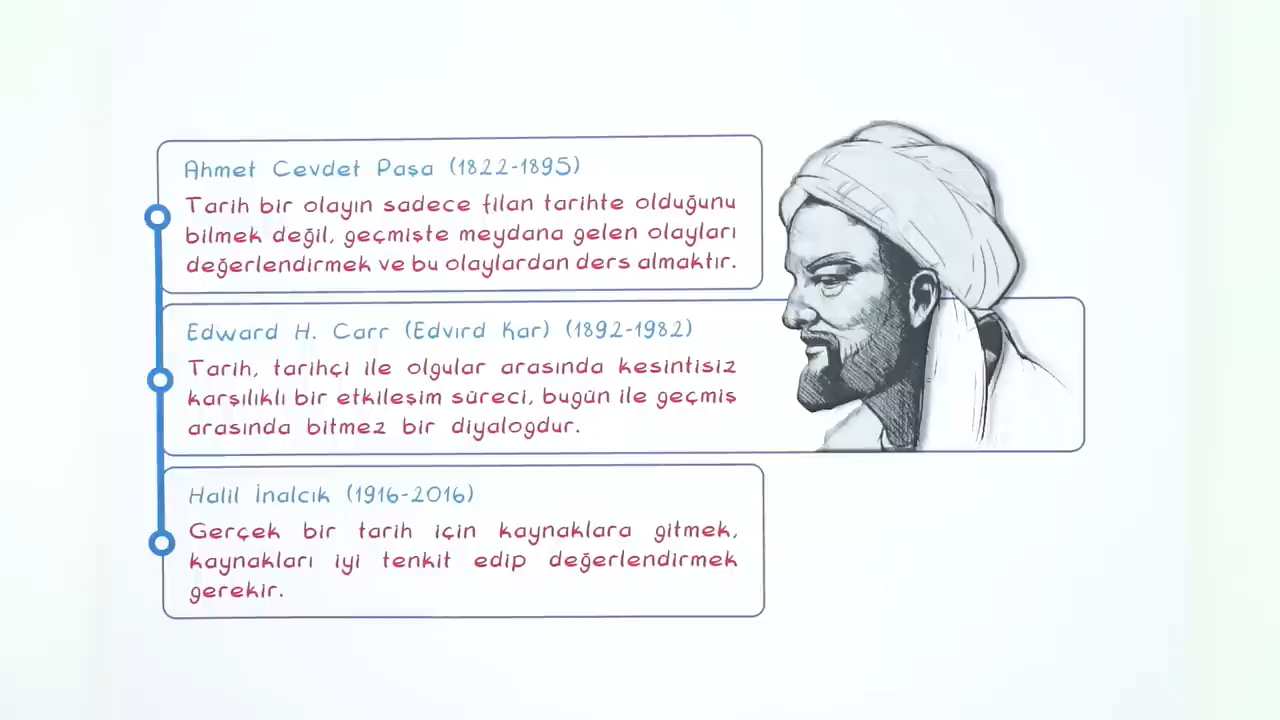 Ahmet Cevdet Paşa (1822-1895)
Tarih bir olayın sadece filan tarihte olduğunu
bilmek değil, geçmişte meydana gelen olayları
değerlendirmek ve bu olaylardan ders almaktır.
Edward H. Carr (Edvırd Kar) (1892-1982)
Tarih, tarihçi ile olgular arasında kesintisiz
karşılıklı bir etkileşim süreci, bugün ile geçmiş
arasında bitmez bir diyalogdur.
Halil İnalcık (1916-2016)
Gerçek bir tarih için kaynaklara gitmek,
kaynakları iyi tenkit edip değerlendirmek
gerekir.